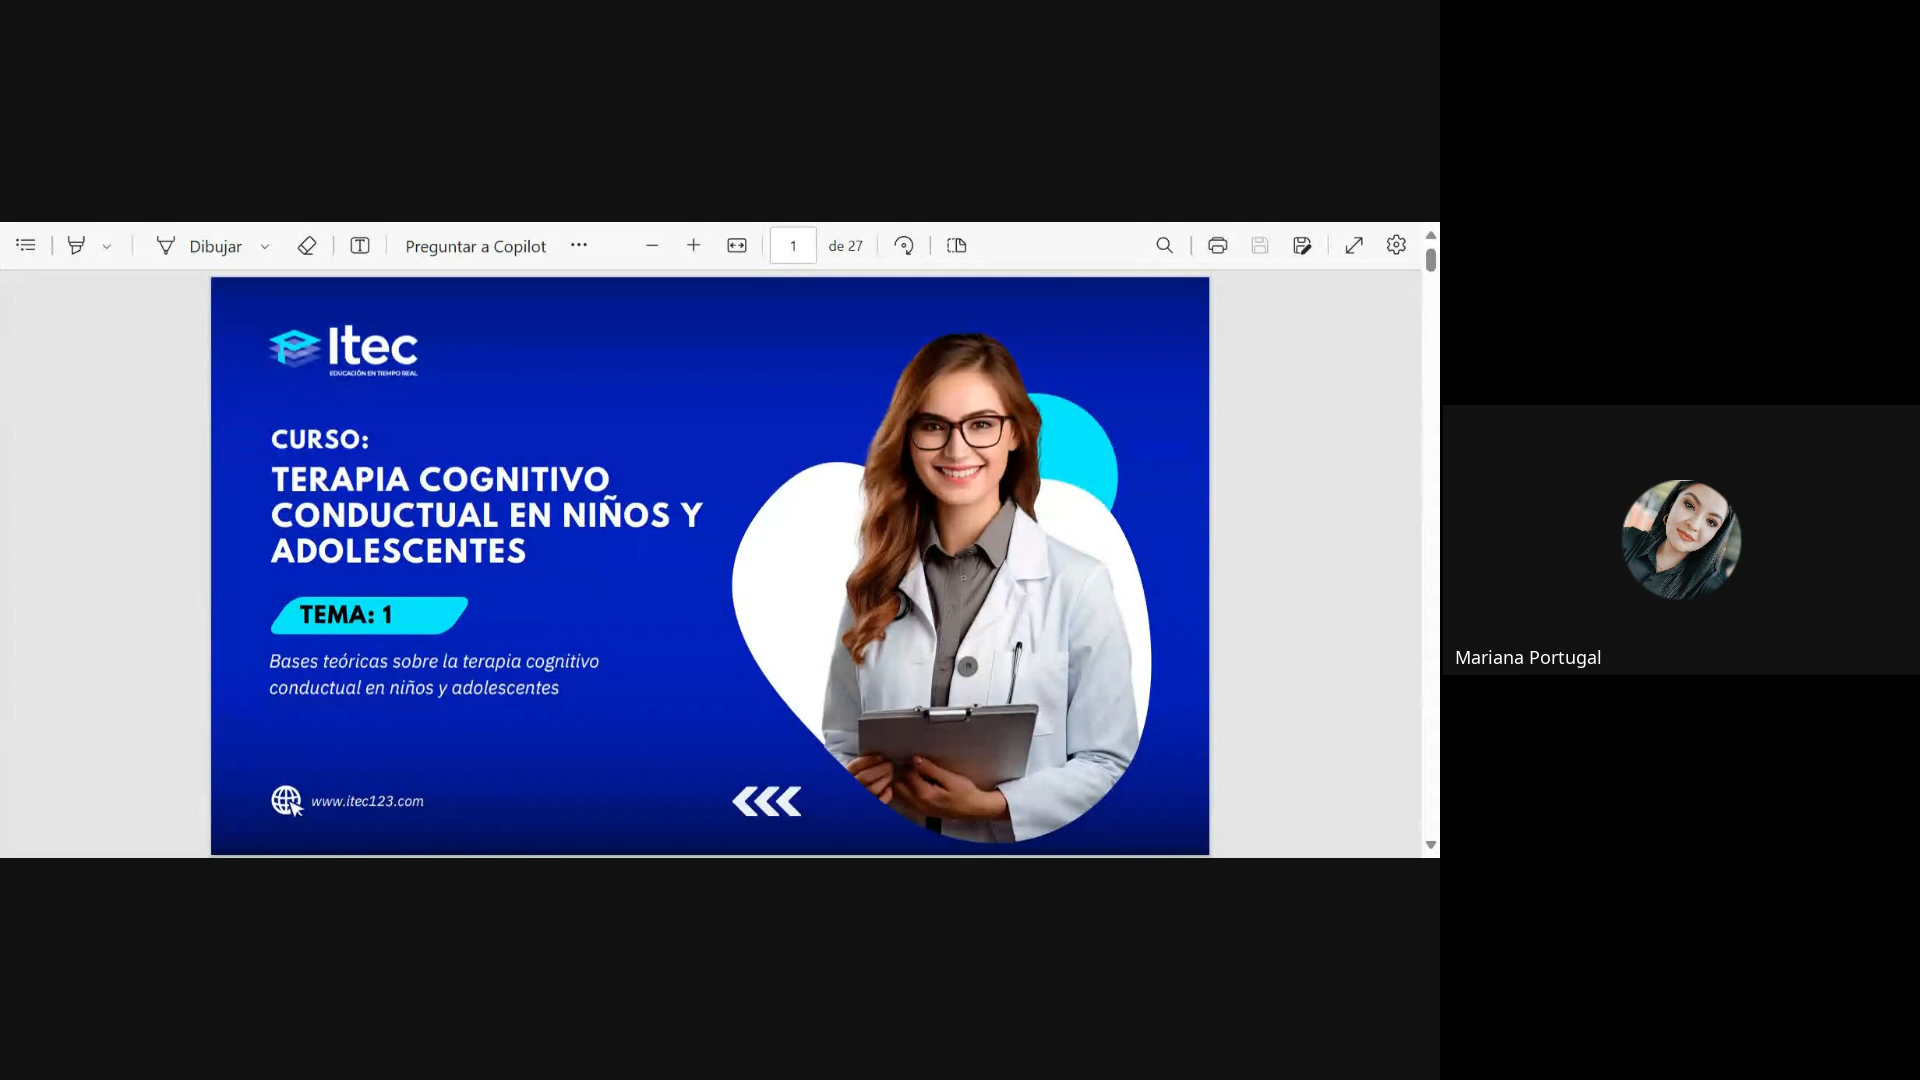 Dibujar
Preguntar a Copilot
1
de 27
Itec
EDUCACIÓN EN TIEMPO REAL
CURSO:
TERAPIA COGNITIVO
CONDUCTUAL EN NIÑOS Y
ADOLESCENTES
TEMA: 1
Bases teóricas sobre la terapia cognitivo
conductual en niños y adolescentes
www.itec123.com
Mariana Portugal